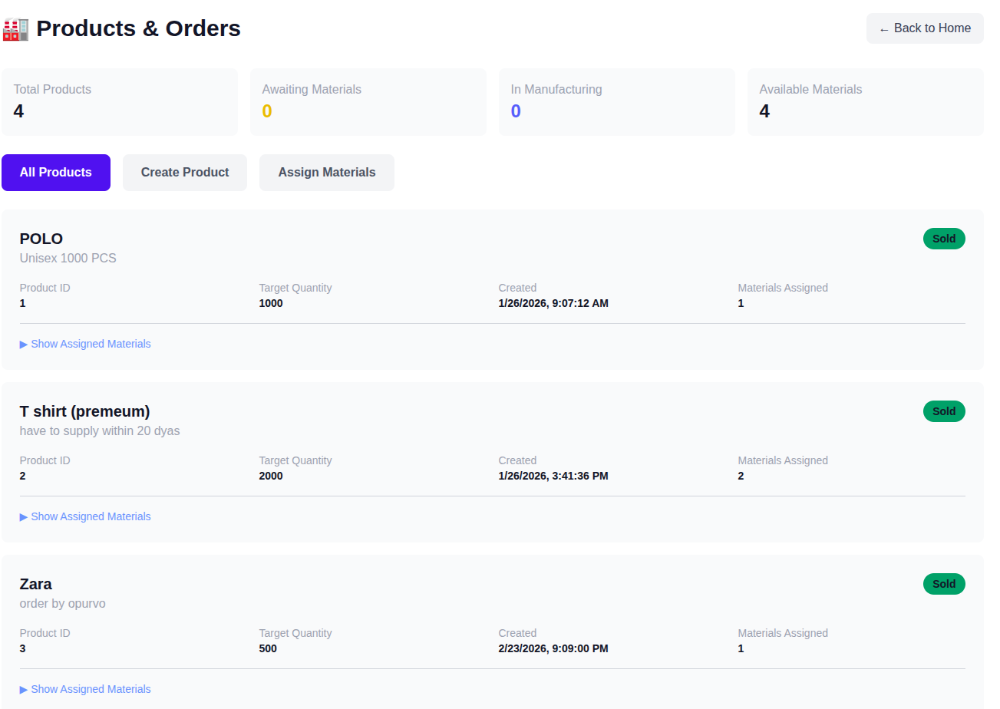 Products & Orders
← Back to Home
Total Products
4
Awaiting Materials
0
In Manufacturing
0
Available Materials
4
All Products
Create Product
Assign Materials
POLO
Sold
Unisex 1000 PCS
Product ID
1
Target Quantity
1000
Created
1/26/2026, 9:07:12 AM
Materials Assigned
1
▶ Show Assigned Materials
T shirt (premeum)
Sold
have to supply within 20 dyas
Product ID
2
Target Quantity
2000
Created
1/26/2026, 3:41:36 PM
Materials Assigned
2
▶ Show Assigned Materials
Zara
Sold
order by opurvo
Product ID
3
Target Quantity
500
Created
2/23/2026, 9:09:00 PM
Materials Assigned
1
▶ Show Assigned Materials